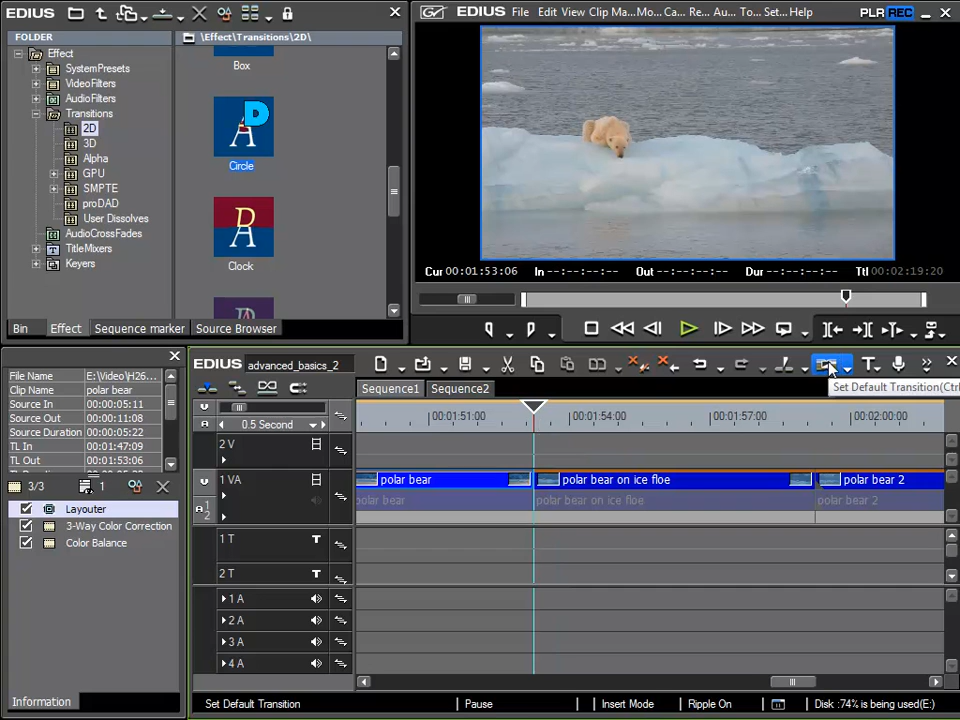 EDIUS
FOLDER
Effect
SystemPresets
VideoFilters
AudioFilters
Transitions
2D
3D
Alpha
GPU
SMPTE
proDAD
User Dissolves
AudioCrossFades
TitleMixers
Keyers
\Effect\Transitions\2D\
Box
Circle
Clock
Bin Effect Sequence marker Source Browser
EDIUS File Edit View Clip Ma...Mo... Ca... Re... Au... To... Set... Help PLR REC
Cur 00:01:53:06 In --:--:--:-- Out --:--:--:-- Dur --:--:--:-- Ttl 00:02:19:20
File Name E:\Video\H26...
Clip Name polar bear
Source In 00:00:05:11
Source Out 00:00:11:08
Source Duration 00:00:05:22
TL In 00:01:47:09
TL Out 00:01:53:06
3/3 1
Layouter
3-Way Color Correction
Color Balance
Information
EDIUS advanced_basics_2
Set Default Transition(Ctrl
Sequence1 Sequence2
00:01:51:00 00:01:54:00 00:01:57:00 00:02:00:00
0.5 Second
2 V
1 VA
polar bear polar bear on ice floe polar bear 2
polar bear polar bear on ice floe polar bear 2
1 T T
2 T T
1 A
2 A
3 A
4 A
Set Default Transition Pause Insert Mode Ripple On Disk :74% is being used(E:)